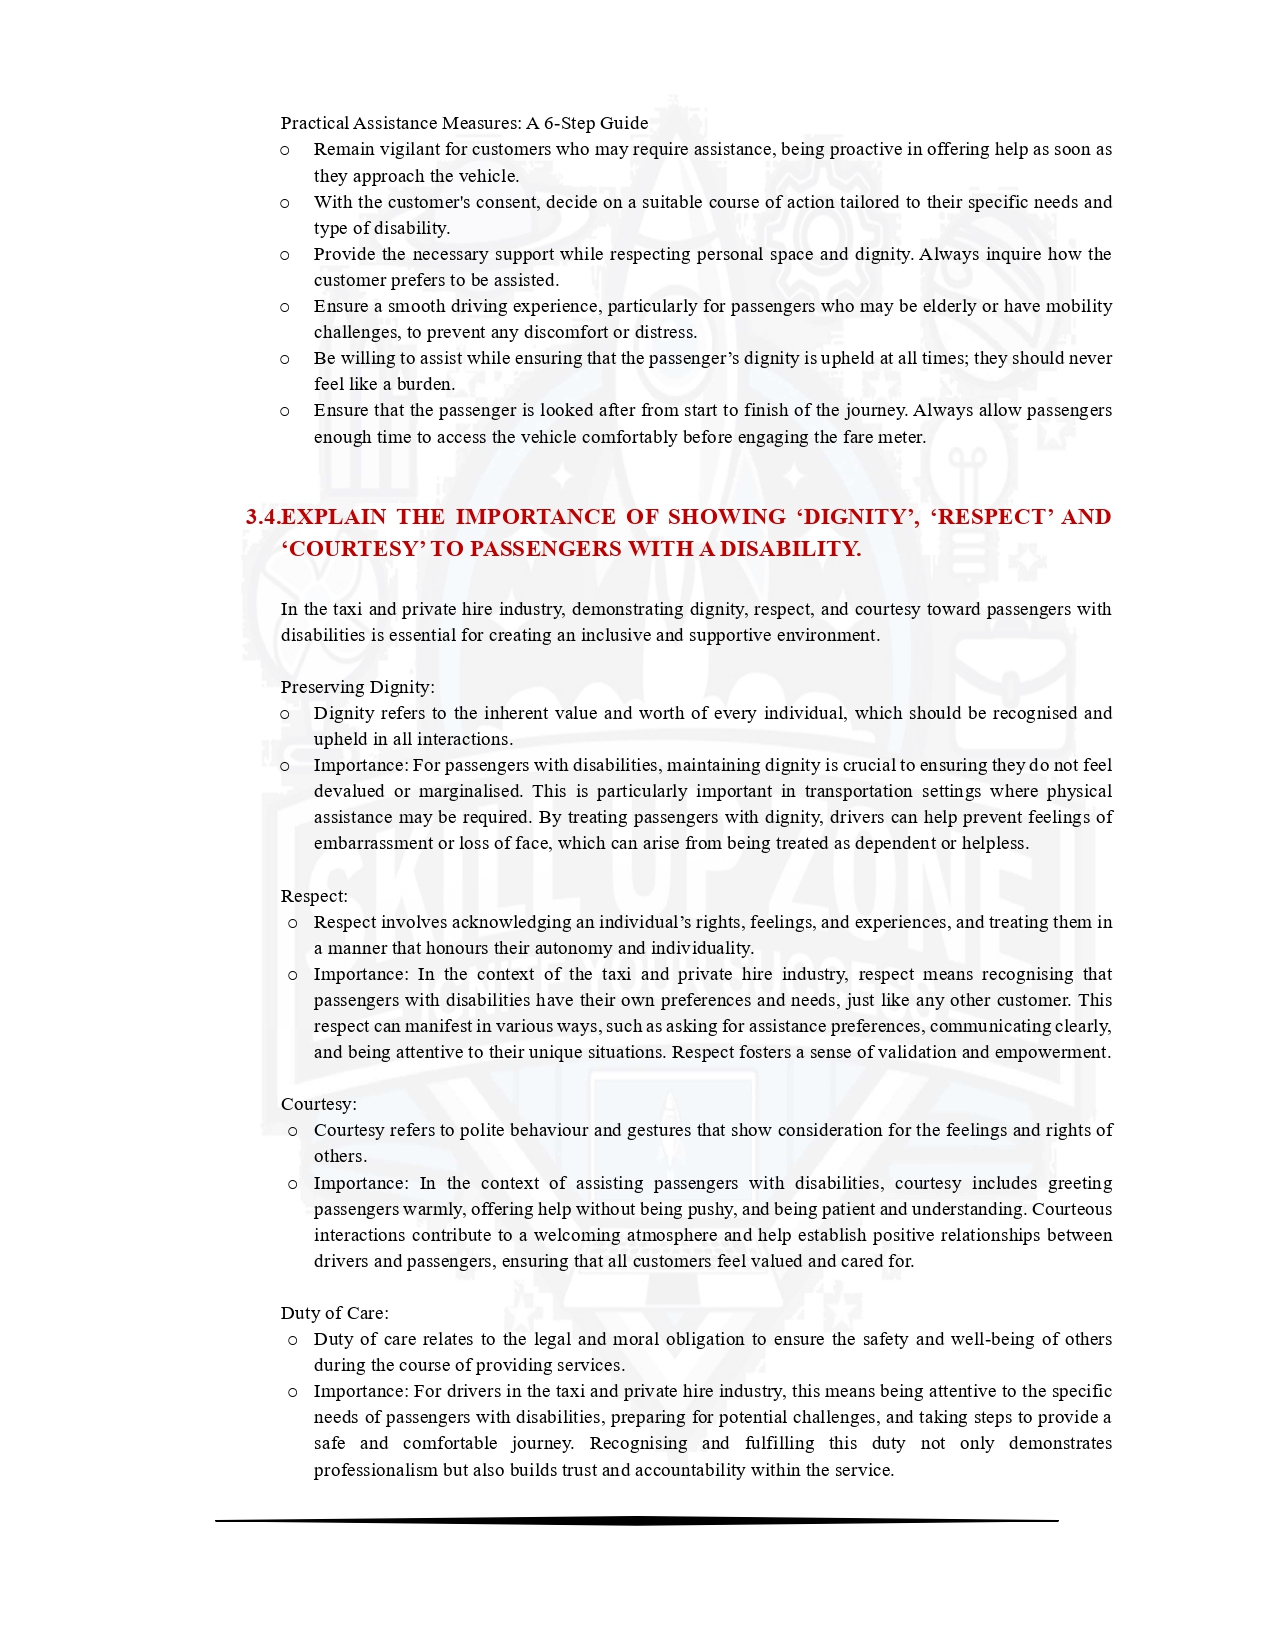 Practical Assistance Measures: A 6-Step Guide
o Remain vigilant for customers who may require assistance, being proactive in offering help as soon as
they approach the vehicle.
o With the customer's consent, decide on a suitable course of action tailored to their specific needs and
type of disability.
o Provide the necessary support while respecting personal space and dignity. Always inquire how the
customer prefers to be assisted.
o Ensure a smooth driving experience, particularly for passengers who may be elderly or have mobility
challenges, to prevent any discomfort or distress.
o Be willing to assist while ensuring that the passenger’s dignity is upheld at all times; they should never
feel like a burden.
o Ensure that the passenger is looked after from start to finish of the journey. Always allow passengers
enough time to access the vehicle comfortably before engaging the fare meter.
3.4.EXPLAIN THE IMPORTANCE OF SHOWING ‘DIGNITY’, ‘RESPECT’ AND
‘COURTESY’ TO PASSENGERS WITH A DISABILITY.
In the taxi and private hire industry, demonstrating dignity, respect, and courtesy toward passengers with
disabilities is essential for creating an inclusive and supportive environment.
Preserving Dignity:
o Dignity refers to the inherent value and worth of every individual, which should be recognised and
upheld in all interactions.
o Importance: For passengers with disabilities, maintaining dignity is crucial to ensuring they do not feel
devalued or marginalised. This is particularly important in transportation settings where physical
assistance may be required. By treating passengers with dignity, drivers can help prevent feelings of
embarrassment or loss of face, which can arise from being treated as dependent or helpless.
SKILL UP ZONE
Respect:
o Respect involves acknowledging an individual’s rights, feelings, and experiences, and treating them in
a manner that honours their autonomy and individuality.
IGNITE YOUR SUCCESS
o Importance: In the context of the taxi and private hire industry, respect means recognising that
passengers with disabilities have their own preferences and needs, just like any other customer. This
respect can manifest in various ways, such as asking for assistance preferences, communicating clearly,
and being attentive to their unique situations. Respect fosters a sense of validation and empowerment.
Courtesy:
o Courtesy refers to polite behaviour and gestures that show consideration for the feelings and rights of
others.
o Importance: In the context of assisting passengers with disabilities, courtesy includes greeting
passengers warmly, offering help without being pushy, and being patient and understanding. Courteous
interactions contribute to a welcoming atmosphere and help establish positive relationships between
drivers and passengers, ensuring that all customers feel valued and cared for.
Duty of Care:
o Duty of care relates to the legal and moral obligation to ensure the safety and well-being of others
during the course of providing services.
o Importance: For drivers in the taxi and private hire industry, this means being attentive to the specific
needs of passengers with disabilities, preparing for potential challenges, and taking steps to provide a
safe and comfortable journey. Recognising and fulfilling this duty not only demonstrates
professionalism but also builds trust and accountability within the service.